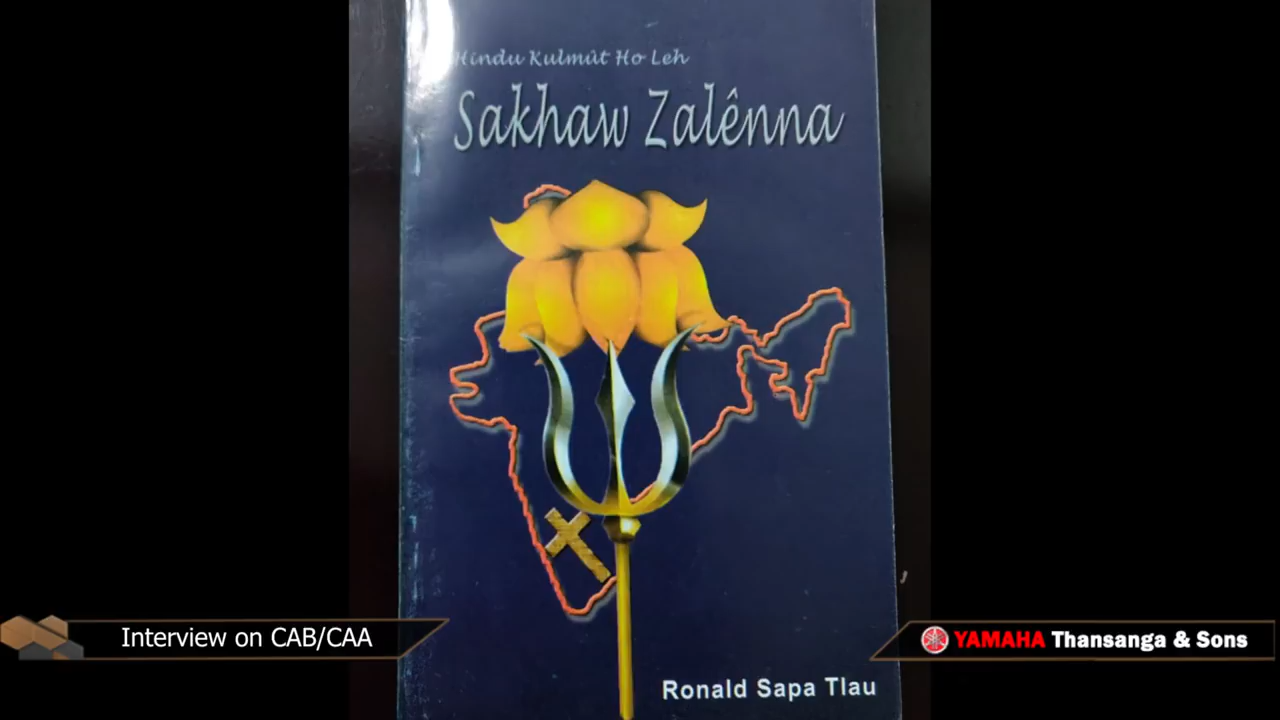 Hindu Kulmût Ho Leh
Sakhaw Zalênna
Ronald Sapa Tlau
Interview on CAB/CAA
YAMAHA Thansanga & Sons